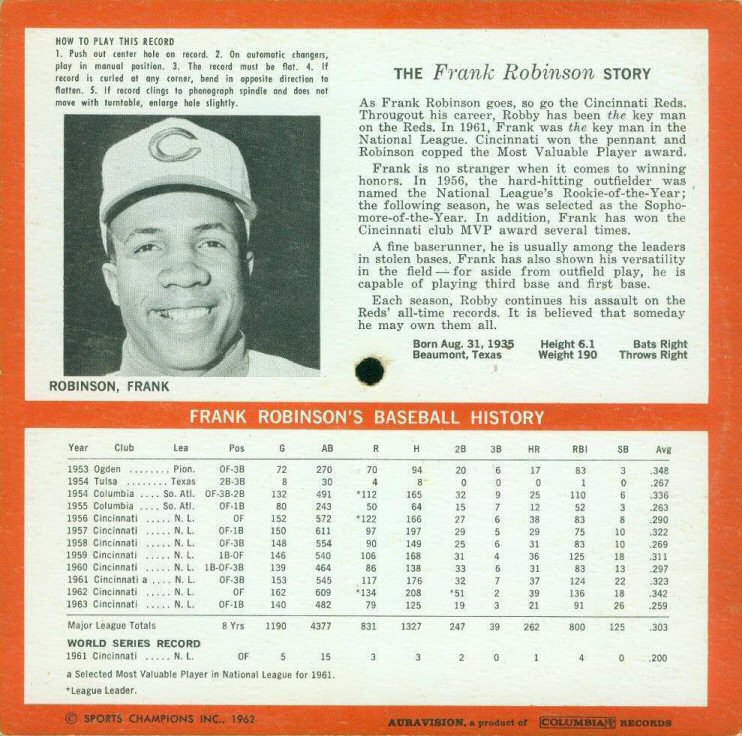 HOW TO PLAY THIS RECORD
1. Push out center hole on record. 2. On automatic changers,
play in manual position. 3. The record must be flat. 4. If
record is curled at any corner, bend in opposite direction to
flatten. 5. If record clings to phonograph spindle and does not
move with turntable, enlarge hole slightly.
C
ROBINSON, FRANK
THE Frank Robinson STORY
As Frank Robinson goes, so go the Cincinnati Reds.
Througout his career, Robby has been the key man
on the Reds. In 1961, Frank was the key man in the
National League. Cincinnati won the pennant and
Robinson copped the Most Valuable Player award.
Frank is no stranger when it comes to winning
honors. In 1956, the hard-hitting outfielder was
named the National League's Rookie-of-the-Year;
the following season, he was selected as the Sopho-
more-of-the-Year. In addition, Frank has won the
Cincinnati club MVP award several times.
A fine baserunner, he is usually among the leaders
in stolen bases. Frank has also shown his versatility
in the field — for aside from outfield play, he is
capable of playing third base and first base.
Each season, Robby continues his assault on the
Reds' all-time records. It is believed that someday
he may own them all.
Born Aug. 31, 1935 Height 6.1 Bats Right
Beaumont, Texas Weight 190 Throws Right
FRANK ROBINSON'S BASEBALL HISTORY
Year Club Lea Pos G AB R H 2B 3B HR RBI SB Avg
1953 Ogden ........ Pion. OF-3B 72 270 70 94 20 6 17 83 3 .348
1954 Tulsa ....... Texas 2B-3B 8 30 4 8 0 0 0 1 0 .267
1954 Columbia .... So. Atl. OF-3B-2B 132 491 *112 165 32 9 25 110 6 .336
1955 Columbia .... So. Atl. OF-1B 80 243 50 64 15 7 12 52 3 .263
1956 Cincinnati ..... N. L. OF 152 572 *122 166 27 6 38 83 8 .290
1957 Cincinnati ..... N. L. OF-1B 150 611 97 197 29 5 29 75 10 .322
1958 Cincinnati ..... N. L. OF-3B 148 554 90 149 25 6 31 83 10 .269
1959 Cincinnati ..... N. L. 1B-OF 146 540 106 168 31 4 36 125 18 .311
1960 Cincinnati ..... N. L. 1B-OF-3B 139 464 86 138 33 6 31 83 13 .297
1961 Cincinnati a .... N. L. OF-3B 153 545 117 176 32 7 37 124 22 .323
1962 Cincinnati ..... N. L. OF 162 609 *134 208 *51 2 39 136 18 .342
1963 Cincinnati ..... N. L. OF-1B 140 482 79 125 19 3 21 91 26 .259
Major League Totals 8 Yrs 1190 4377 831 1327 247 39 262 800 125 .303
WORLD SERIES RECORD
1961 Cincinnati ..... N. L. OF 5 15 3 3 2 0 1 4 0 .200
a Selected Most Valuable Player in National League for 1961.
*League Leader.
© SPORTS CHAMPIONS INC., 1962
AURAVISION, a product of COLUMBIA RECORDS